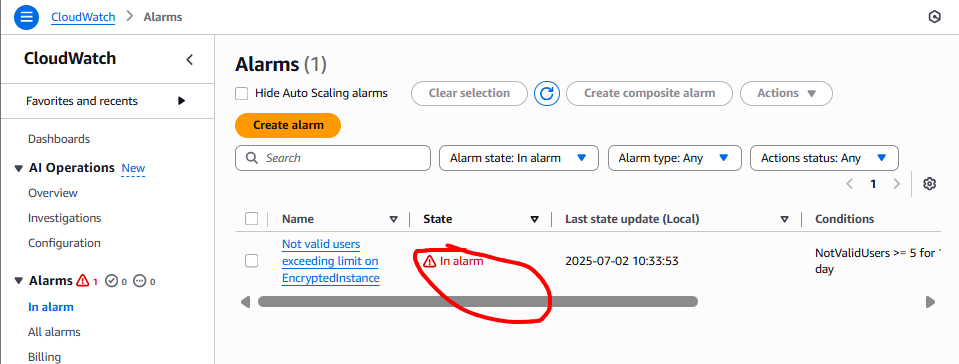 CloudWatch > Alarms
CloudWatch
Favorites and recents
Dashboards
AI Operations New
Overview
Investigations
Configuration
Alarms 1 0 0
In alarm
All alarms
Billing
Alarms (1)
Hide Auto Scaling alarms
Clear selection
Create composite alarm
Actions
Create alarm
Search
Alarm state: In alarm
Alarm type: Any
Actions status: Any
1
Name
State
Last state update (Local)
Conditions
Not valid users
exceeding limit on
EncryptedInstance
In alarm
2025-07-02 10:33:53
NotValidUsers >= 5 for
day